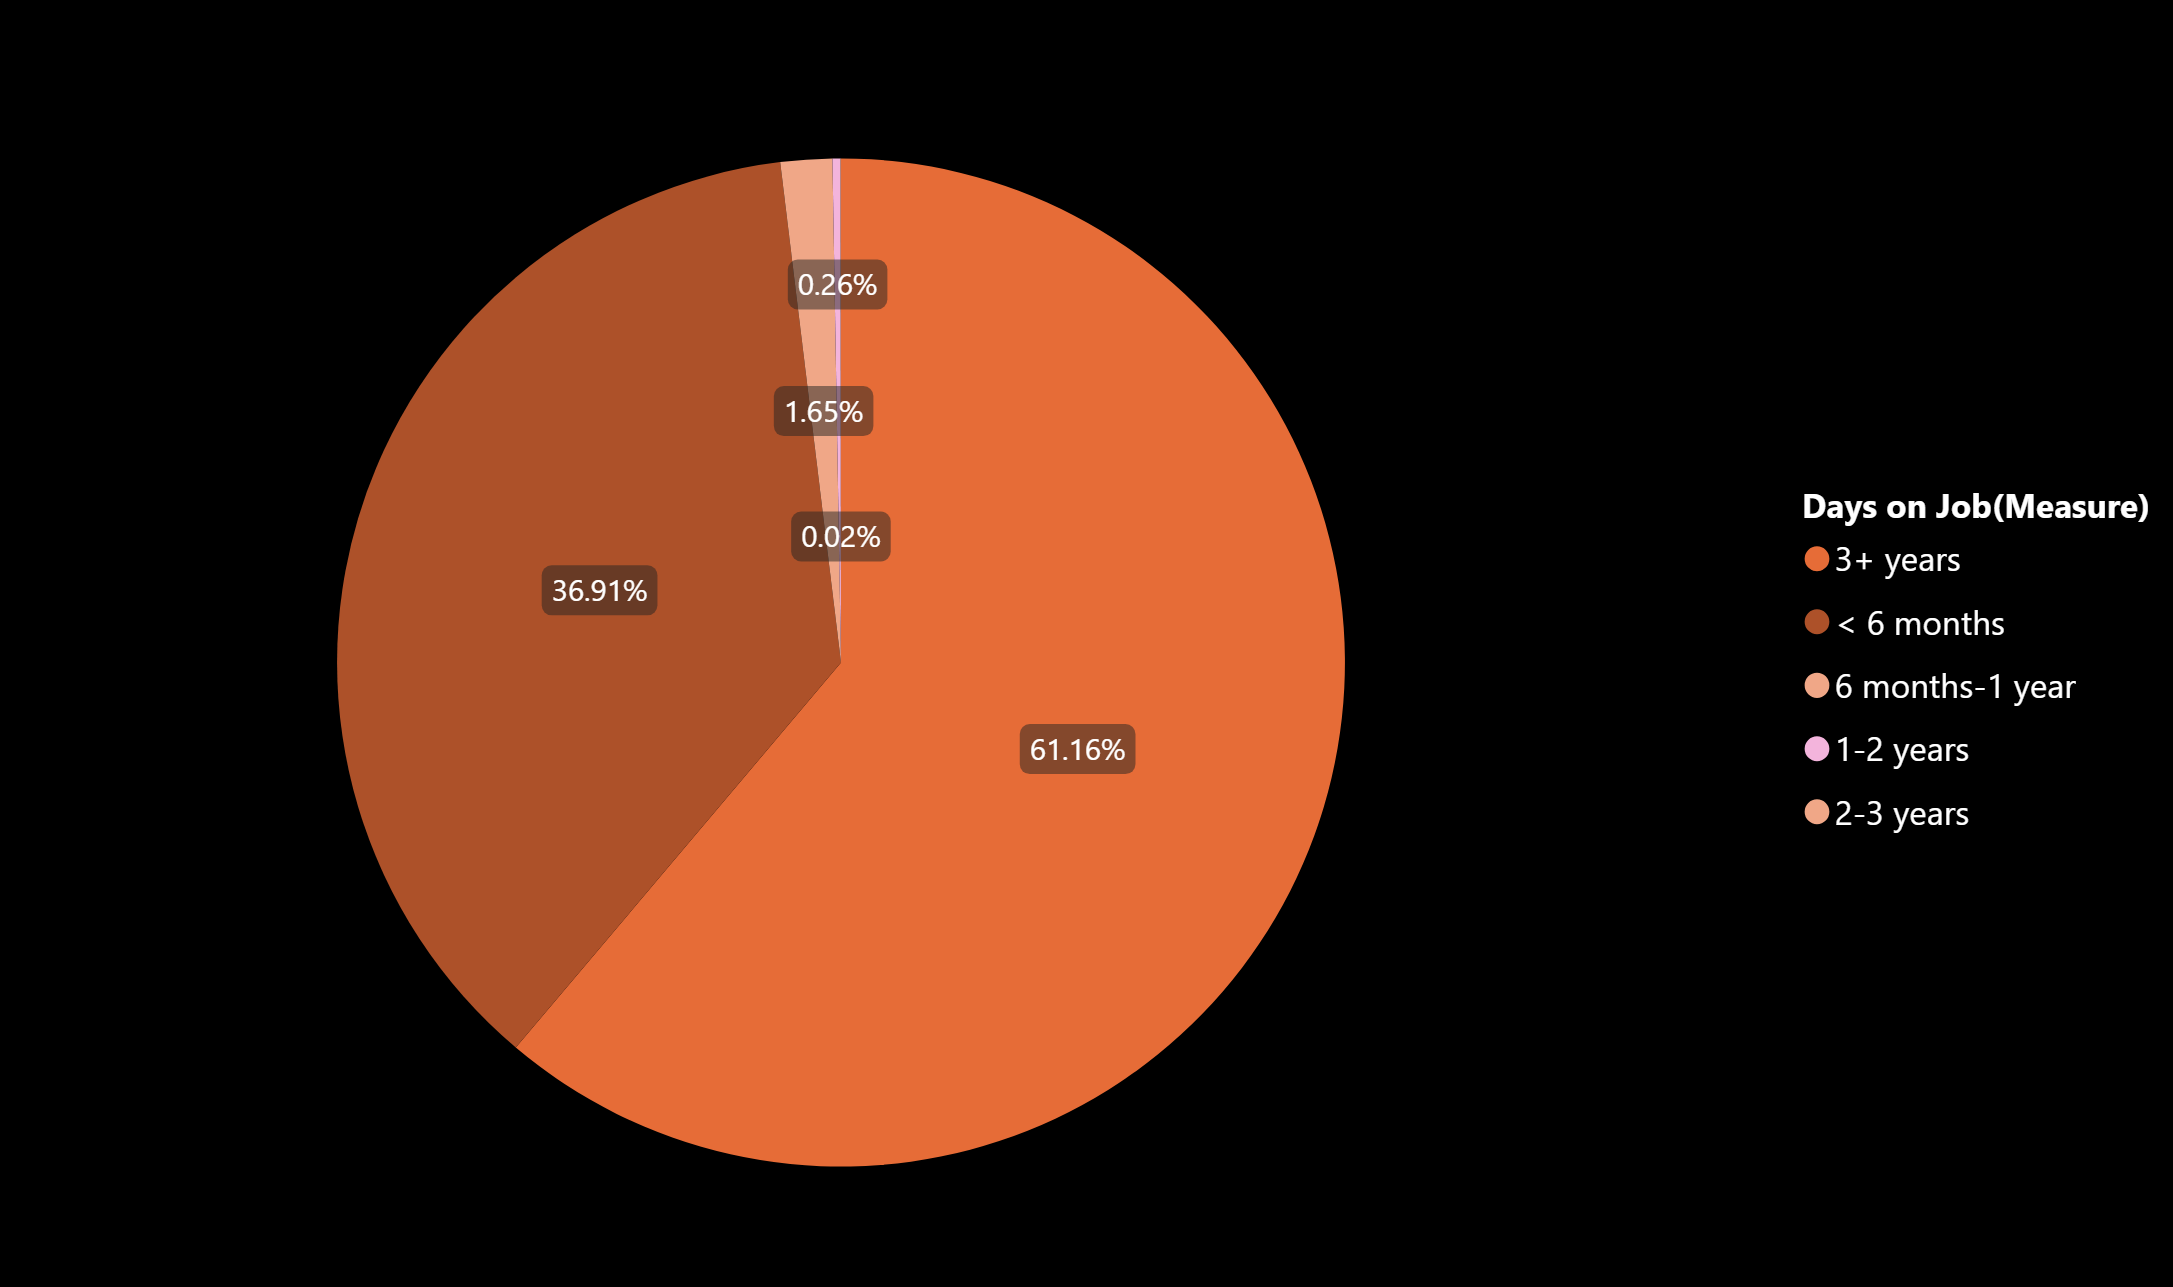 0.26%
1.65%
0.02%
36.91%
61.16%
Days on Job(Measure)
3+ years
< 6 months
6 months-1 year
1-2 years
2-3 years